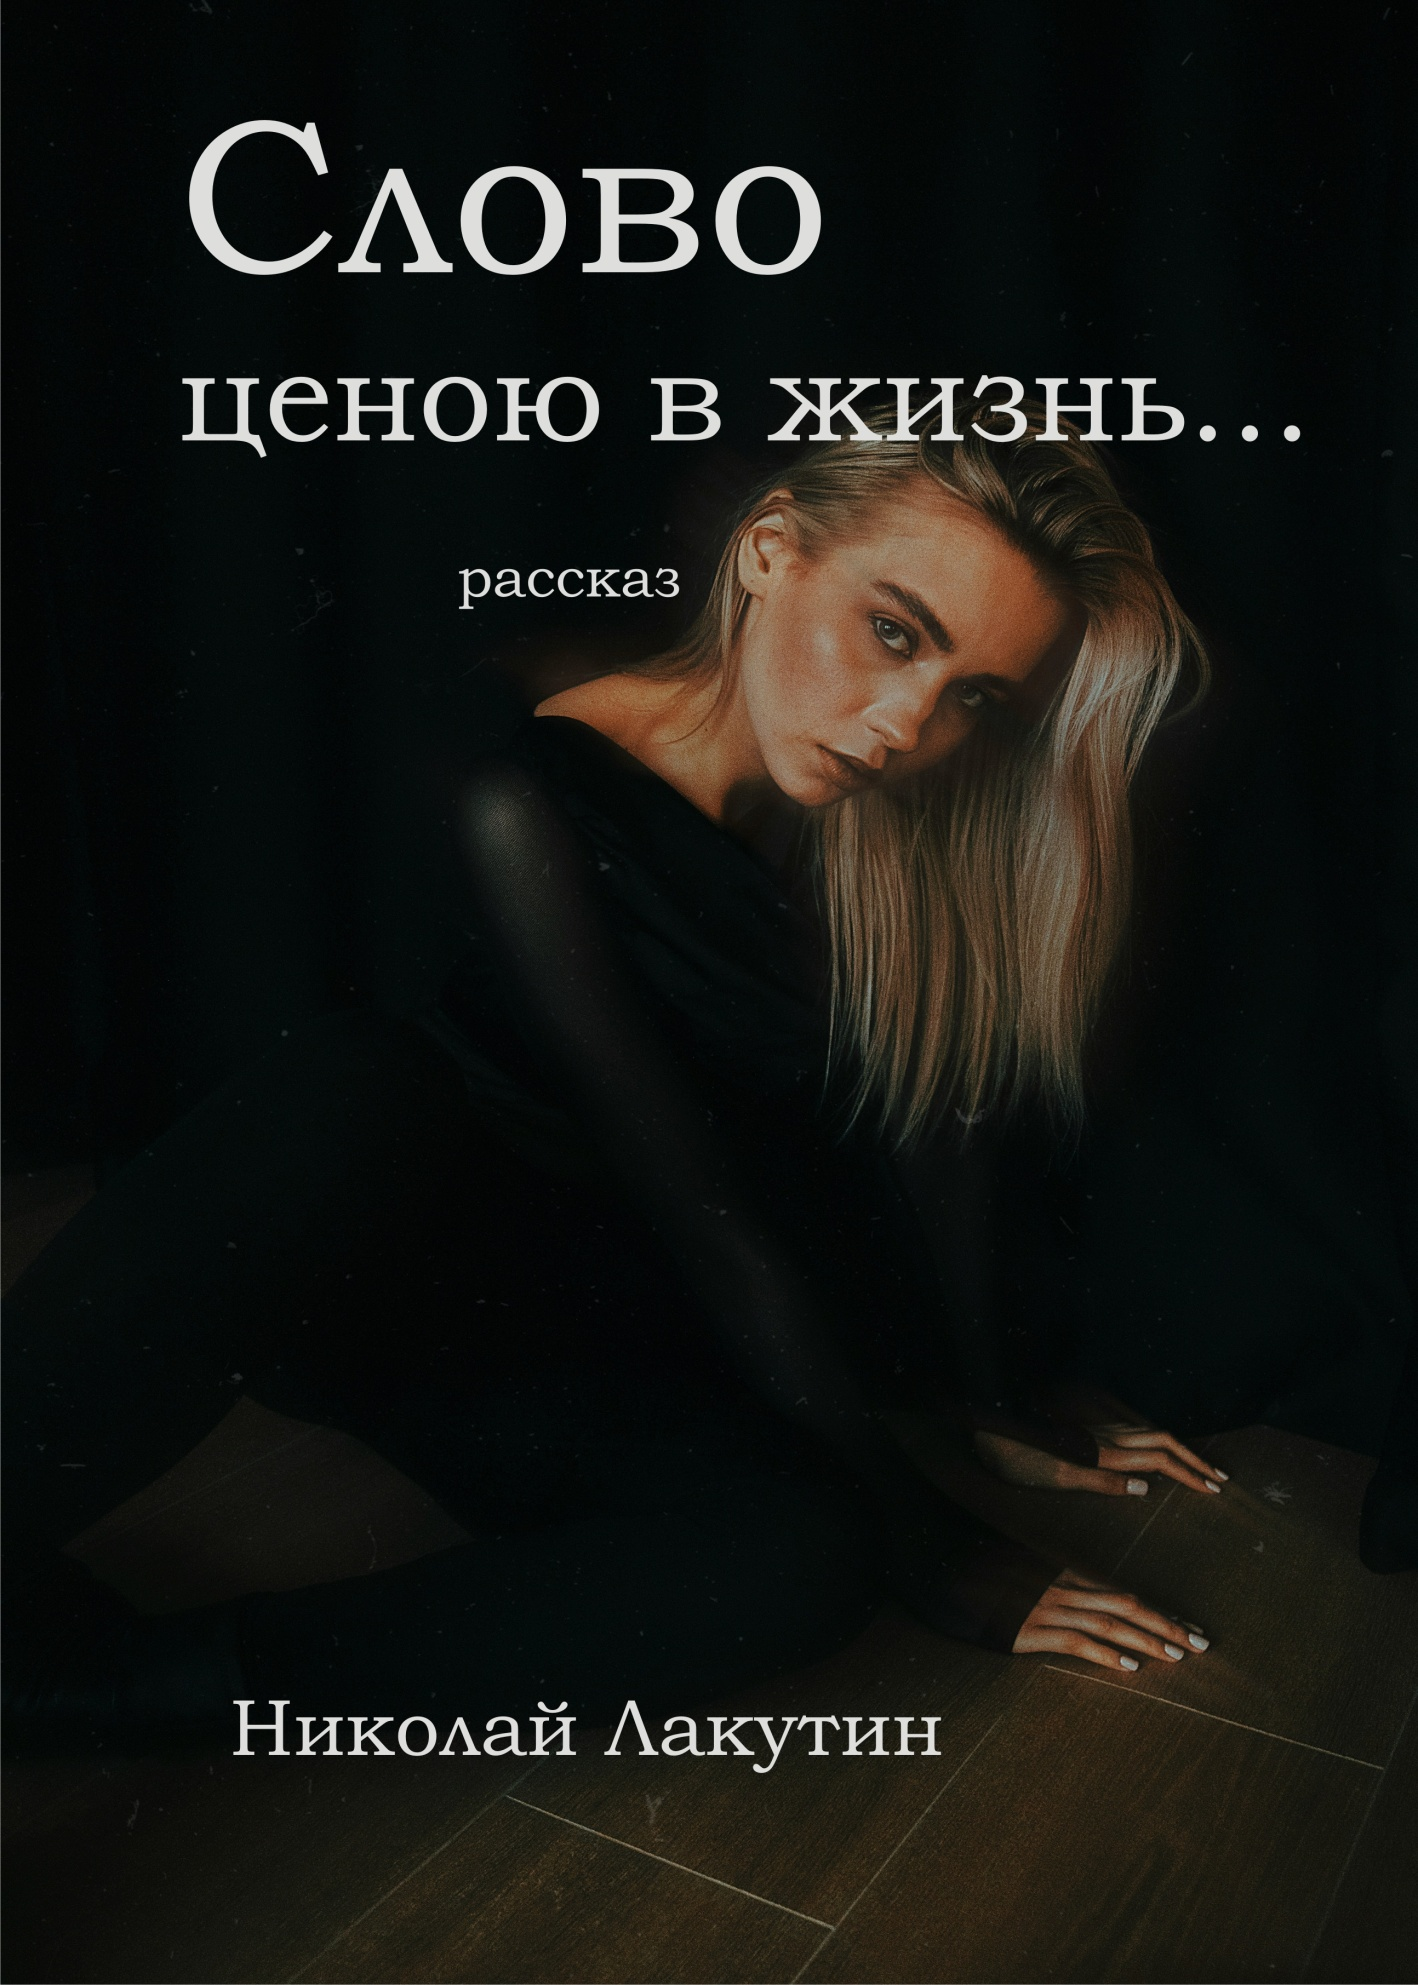 Слово
ценою в жизнь...
рассказ
Николай Лакутин